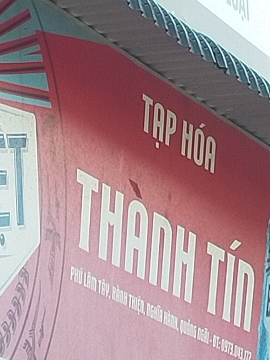 TẠP HÓA
THÀNH TÍN
PHÚ LÂM TÂY, HÀNH THIỆN, NGHĨA HÀNH, QUẢNG NGÃI - ĐT: